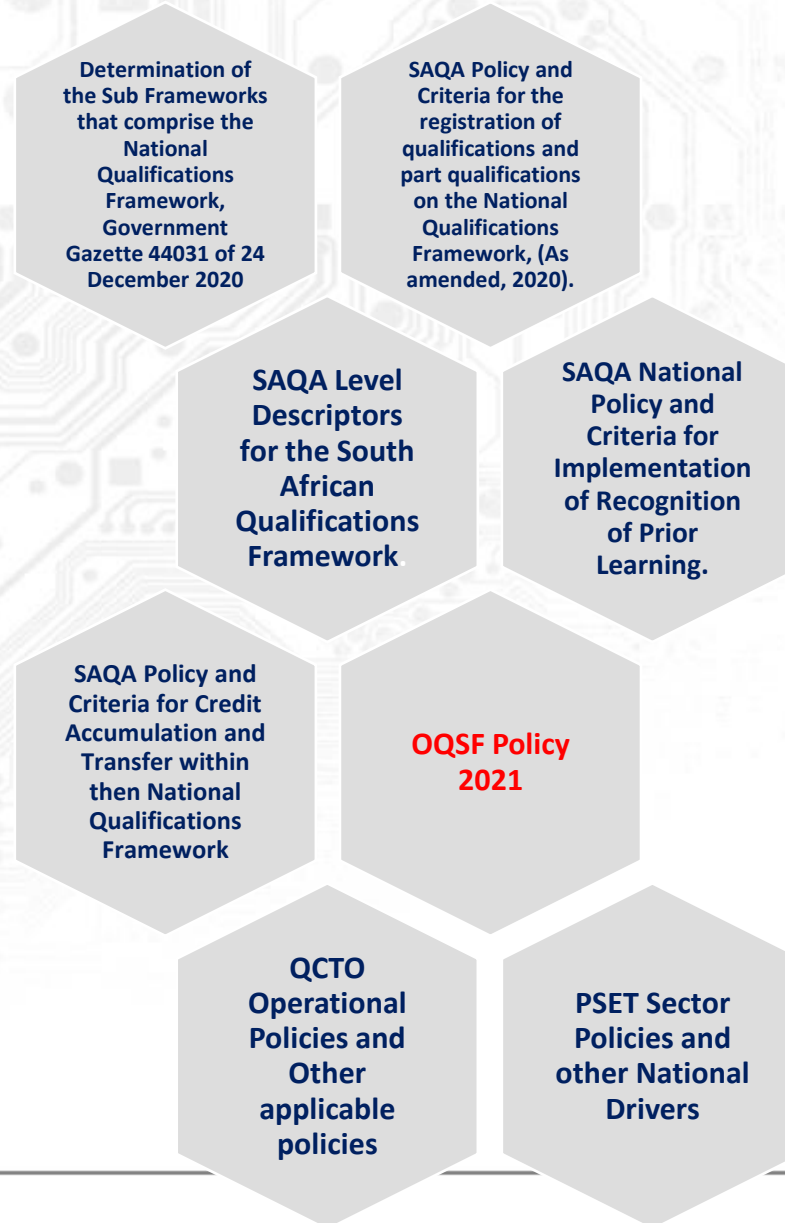 Determination of
the Sub Frameworks
that comprise the
National
Qualifications
Framework,
Government
Gazette 44031 of 24
December 2020
SAQA Policy and
Criteria for the
registration of
qualifications and
part qualifications
on the National
Qualifications
Framework, (As
amended, 2020).
SAQA Level
Descriptors
for the South
African
Qualifications
Framework.
SAQA National
Policy and
Criteria for
Implementation
of Recognition
of Prior
Learning.
SAQA Policy and
Criteria for Credit
Accumulation and
Transfer within
then National
Qualifications
Framework
OQSF Policy
2021
QCTO
Operational
Policies and
Other
applicable
policies
PSET Sector
Policies and
other National
Drivers